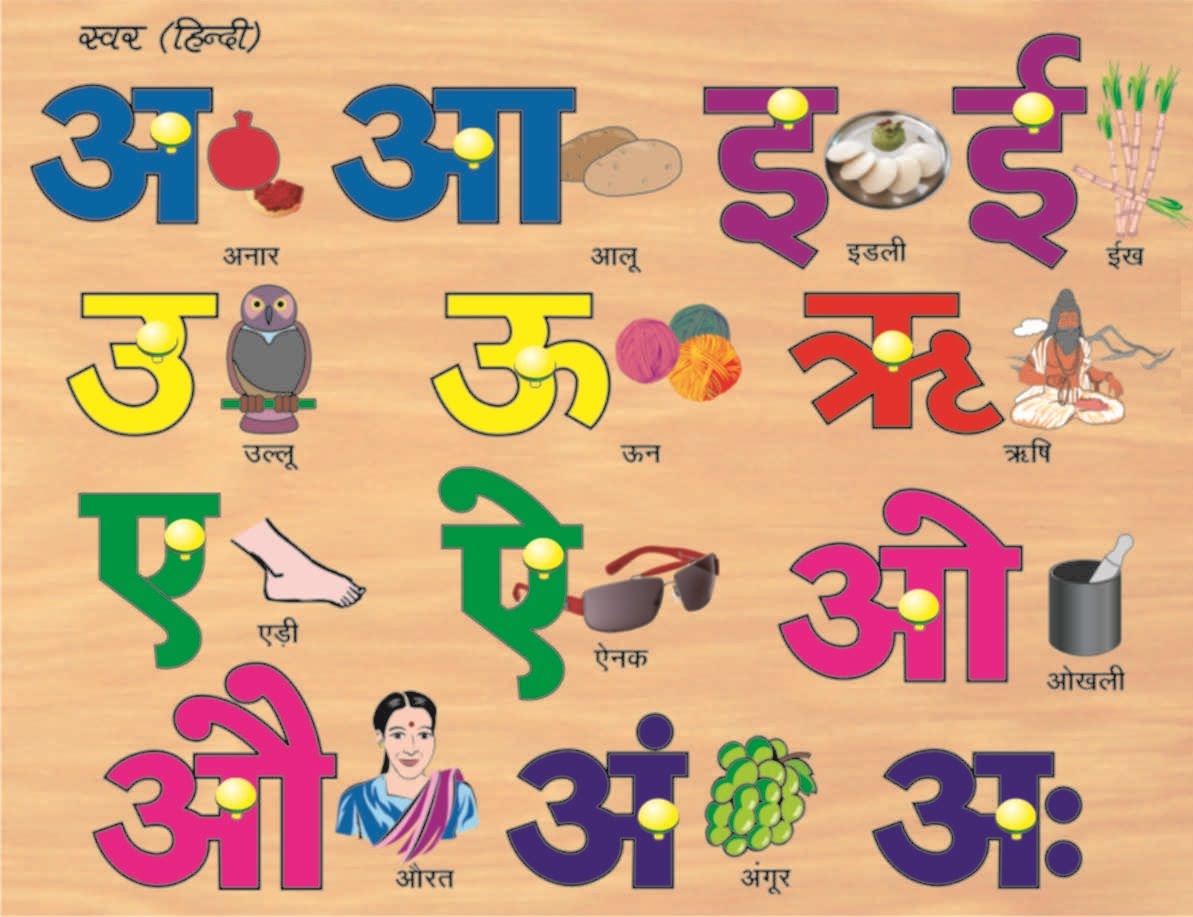 स्वर (हिन्दी)
अ आ इ ई
अनार आलू इडली ईख
उ ऊ ऋ
उल्लू ऊन ऋषि
ए ऐ ओ
एड़ी ऐनक ओखली
औ अं अः
औरत अंगूर